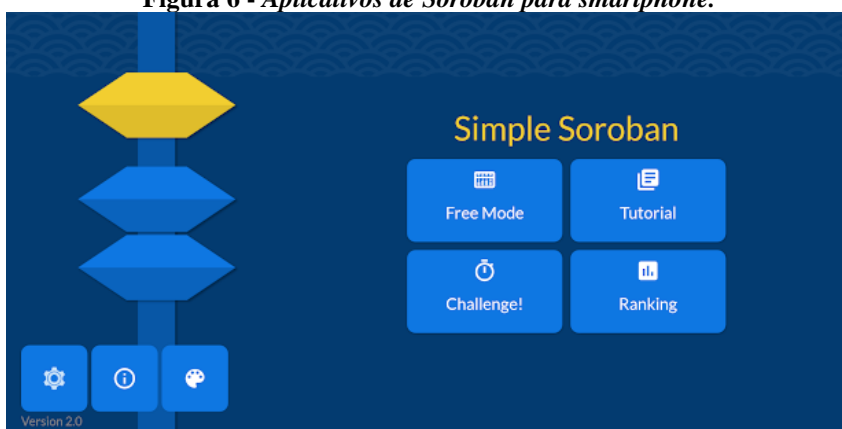 Figura 6 - Aplicativos de Soroban para smartphone.
Simple Soroban
Free Mode
Tutorial
Challenge!
Ranking
Version 2.0